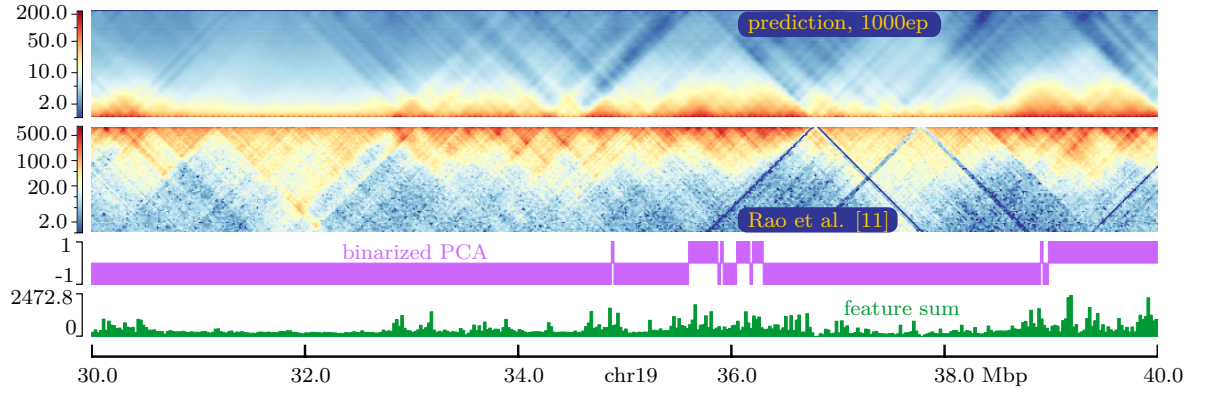 200.0
50.0
10.0
2.0
prediction, 1000ep
500.0
100.0
20.0
2.0
Rao et al. [11]
1
-1
binarized PCA
2472.8
0
feature sum
30.0 32.0 34.0 chr19 36.0 38.0 Mbp 40.0